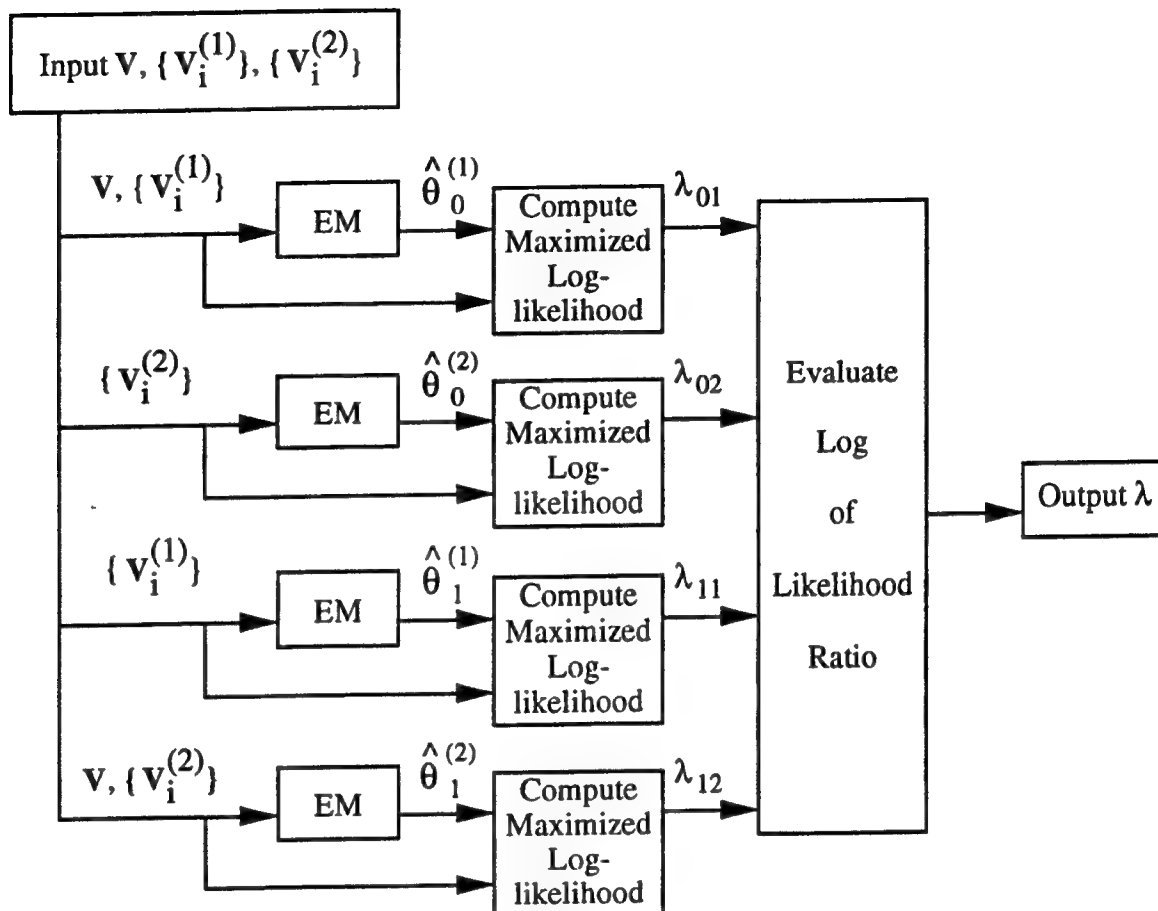 Input V, { V_i^(1) }, { V_i^(2) }
V, { V_i^(1) }
EM
θ̂_0^(1)
Compute
Maximized
Log-
likelihood
λ_01
{ V_i^(2) }
EM
θ̂_0^(2)
Compute
Maximized
Log-
likelihood
λ_02
{ V_i^(1) }
EM
θ̂_1^(1)
Compute
Maximized
Log-
likelihood
λ_11
V, { V_i^(2) }
EM
θ̂_1^(2)
Compute
Maximized
Log-
likelihood
λ_12
Evaluate
Log
of
Likelihood
Ratio
Output λ